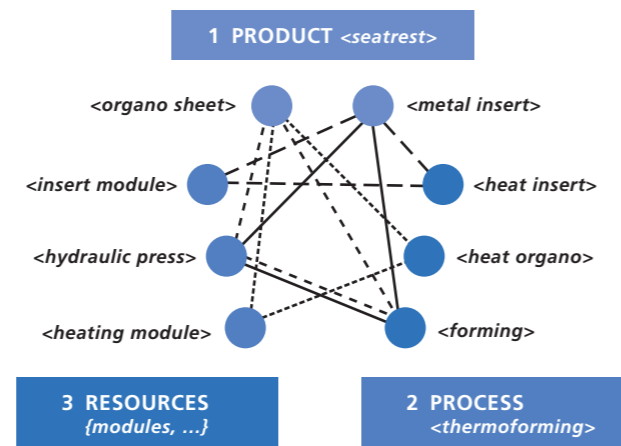 1 PRODUCT <seatrest>
<organo sheet> <metal insert>
<insert module> <heat insert>
<hydraulic press> <heat organo>
<heating module> <forming>
3 RESOURCES
{modules, ...}
2 PROCESS
<thermoforming>